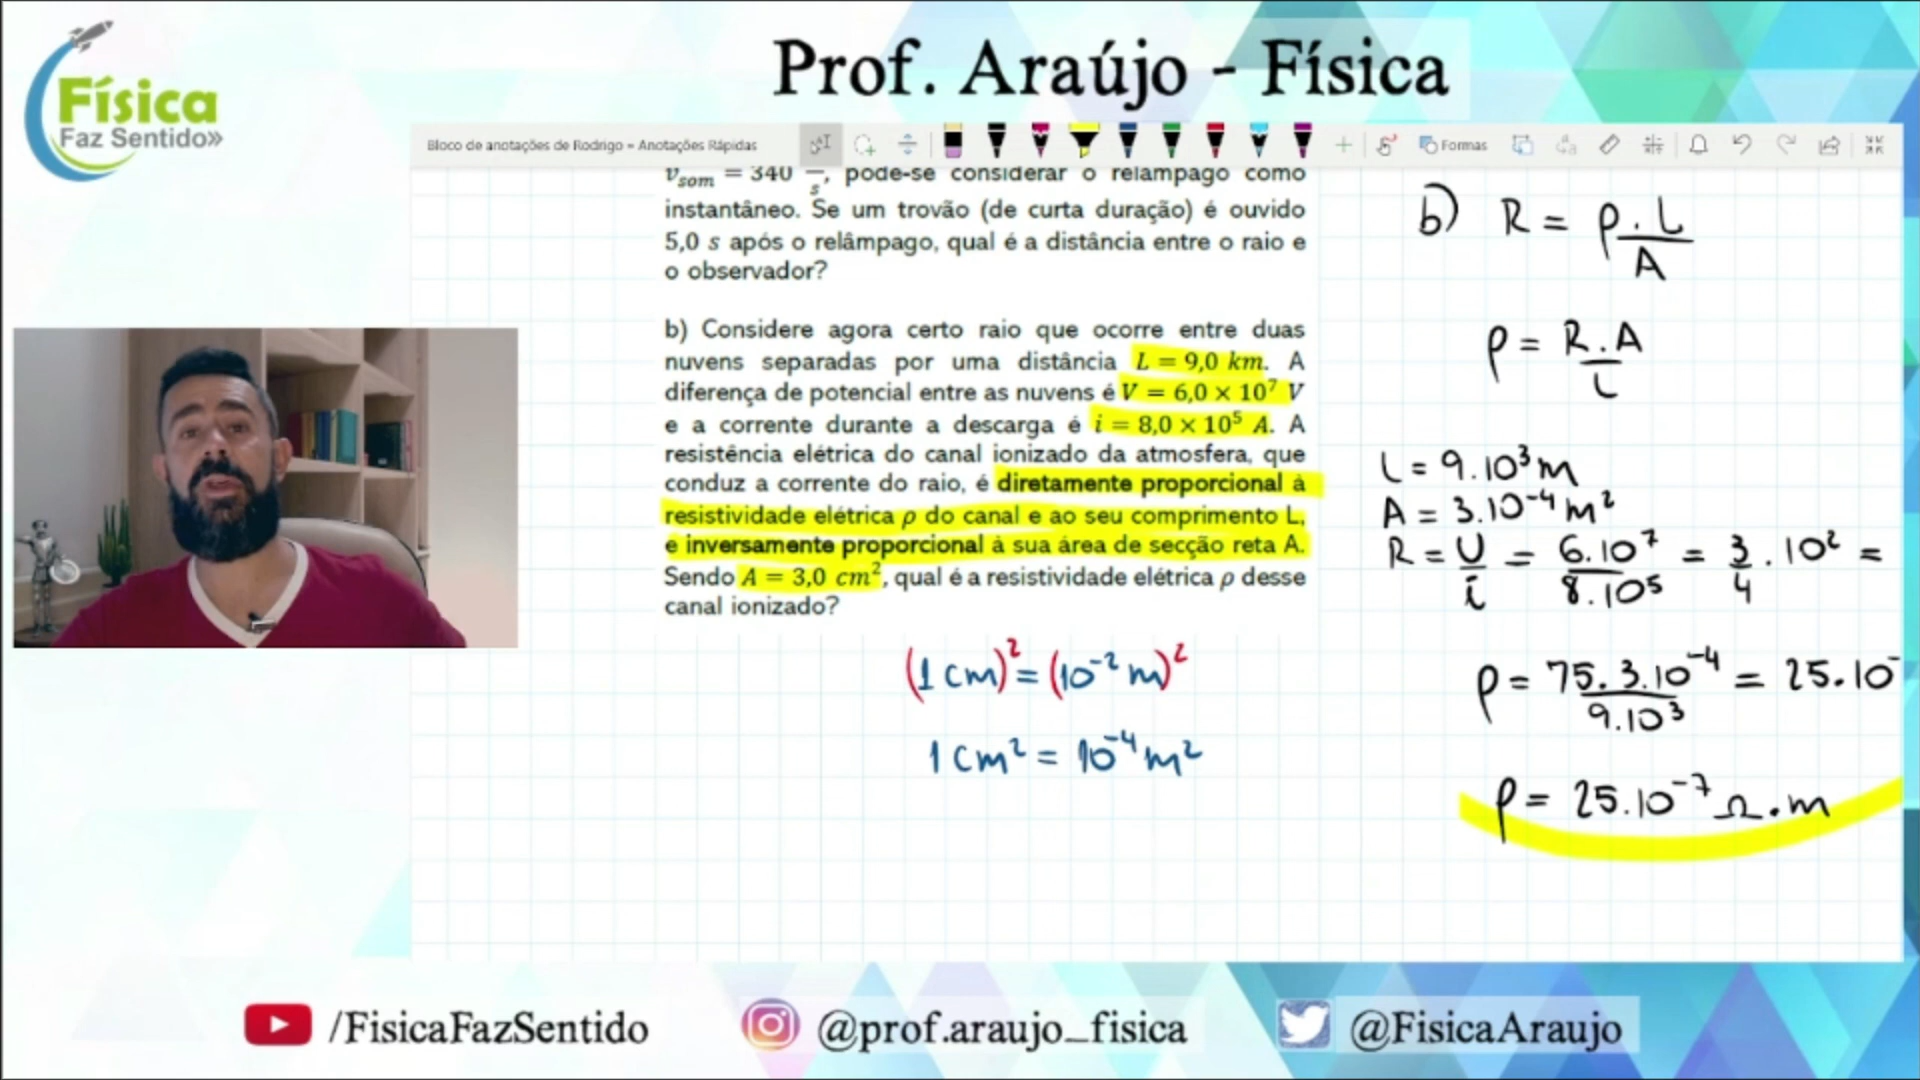 Física
Faz Sentido»
Prof. Araújo - Física
Bloco de anotações de Rodrigo » Anotações Rápidas
Formas
v_som = 340 —/s, pode-se considerar o relâmpago como
instantâneo. Se um trovão (de curta duração) é ouvido
5,0 s após o relâmpago, qual é a distância entre o raio e
o observador?
b) Considere agora certo raio que ocorre entre duas
nuvens separadas por uma distância L = 9,0 km. A
diferença de potencial entre as nuvens é V = 6,0 × 10⁷ V
e a corrente durante a descarga é i = 8,0 × 10⁵ A. A
resistência elétrica do canal ionizado da atmosfera, que
conduz a corrente do raio, é diretamente proporcional à
resistividade elétrica ρ do canal e ao seu comprimento L,
e inversamente proporcional à sua área de secção reta A.
Sendo A = 3,0 cm², qual é a resistividade elétrica ρ desse
canal ionizado?
(1 cm)² = (10⁻² m)²
1 cm² = 10⁻⁴ m²
b) R = ρ.L/A
ρ = R.A/L
L = 9.10³ m
A = 3.10⁻⁴ m²
R = U/i = 6.10⁷/8.10⁵ = 3/4 . 10² =
ρ = 75.3.10⁻⁴/9.10³ = 25.10⁻
ρ = 25.10⁻⁷ Ω.m
/FisicaFazSentido
@prof.araujo_fisica
@FisicaAraujo